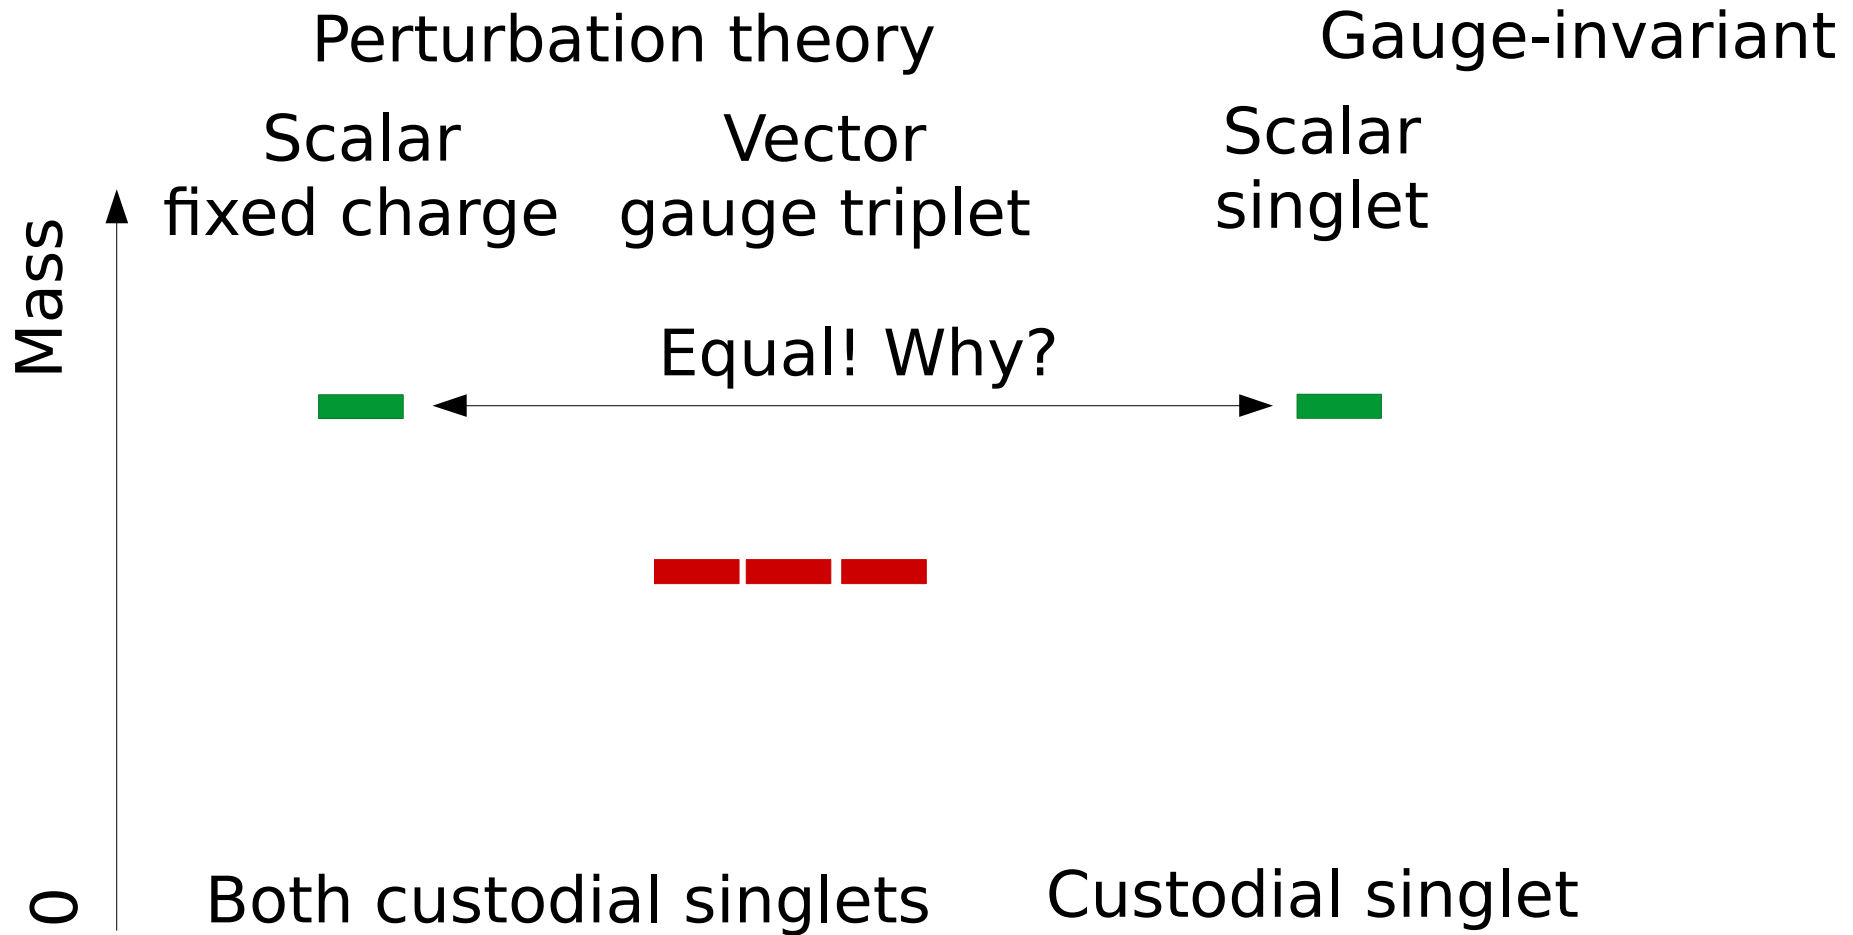 Perturbation theory
Gauge-invariant
Scalar
fixed charge
Vector
gauge triplet
Scalar
singlet
Mass
Equal! Why?
0
Both custodial singlets
Custodial singlet